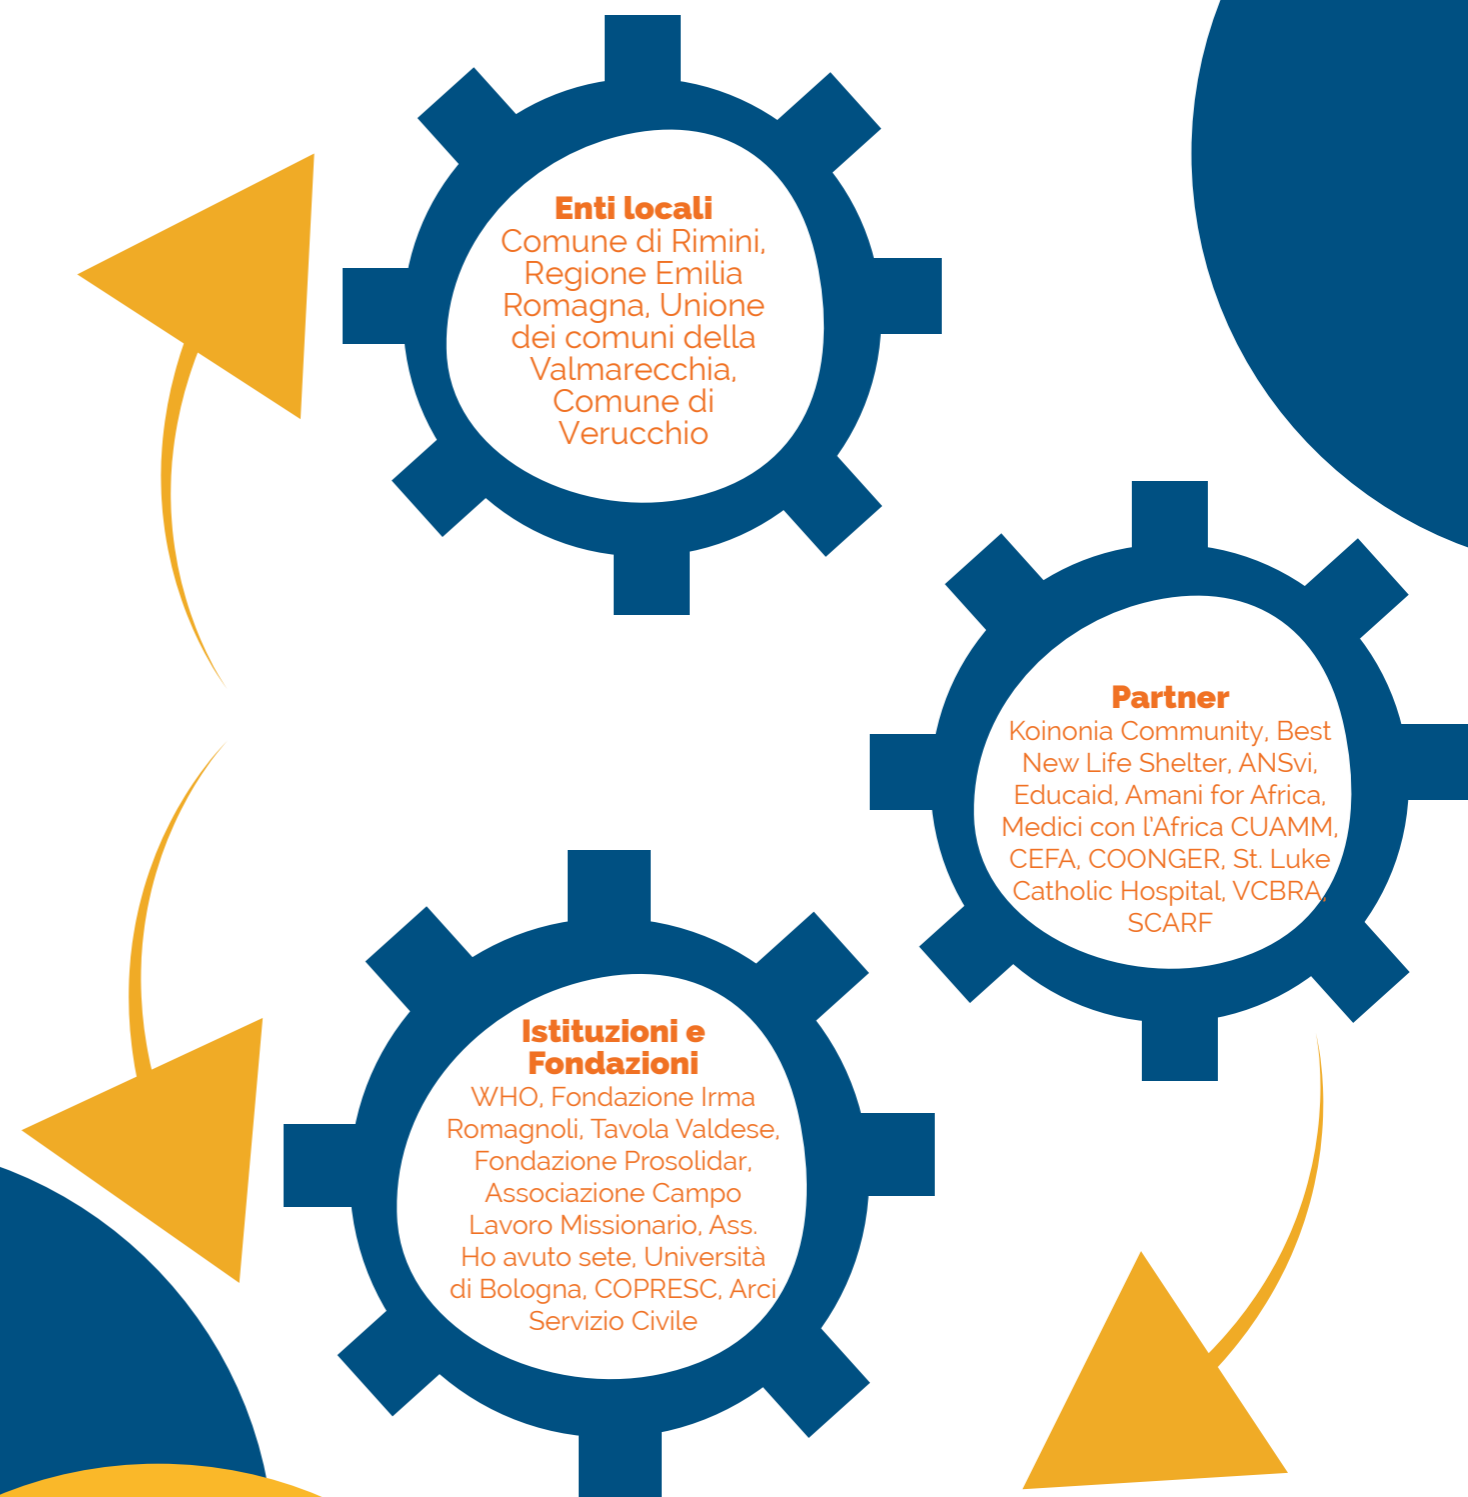 Enti locali
Comune di Rimini,
Regione Emilia
Romagna, Unione
dei comuni della
Valmarecchia,
Comune di
Verucchio
Partner
Koinonia Community, Best
New Life Shelter, ANSvi,
Educaid, Amani for Africa,
Medici con l'Africa CUAMM,
CEFA, COONGER, St. Luke
Catholic Hospital, VCBRA,
SCARF
Istituzioni e
Fondazioni
WHO, Fondazione Irma
Romagnoli, Tavola Valdese,
Fondazione Prosolidar,
Associazione Campo
Lavoro Missionario, Ass.
Ho avuto sete, Università
di Bologna, COPRESC, Arci
Servizio Civile